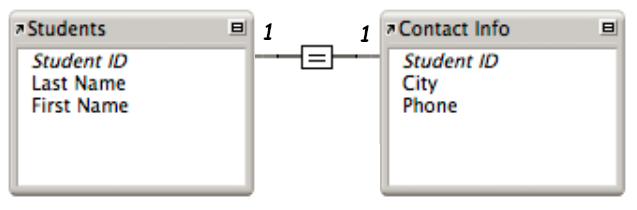 Students
Student ID
Last Name
First Name
1
=
1
Contact Info
Student ID
City
Phone